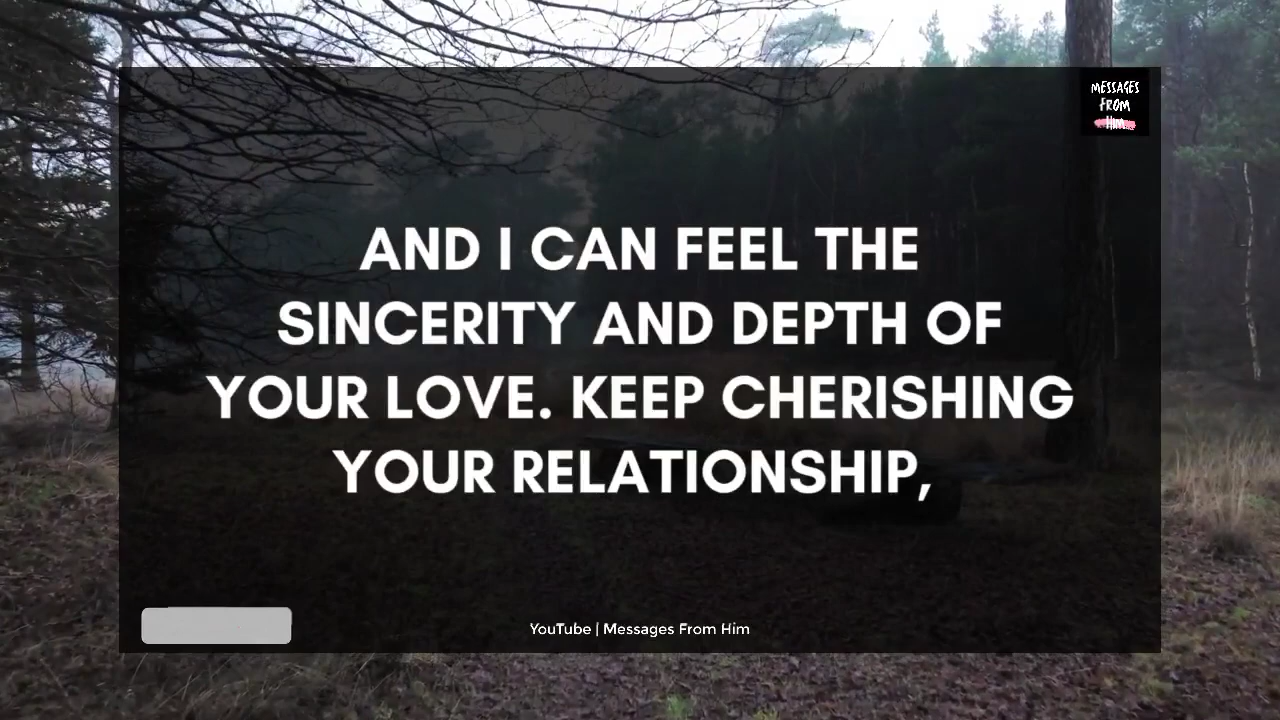 MESSAGES
FROM
Him
AND I CAN FEEL THE
SINCERITY AND DEPTH OF
YOUR LOVE. KEEP CHERISHING
YOUR RELATIONSHIP,
YouTube | Messages From Him